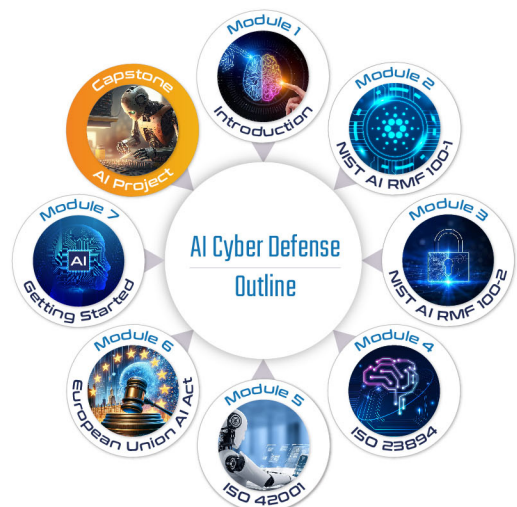 AI Cyber Defense
Outline
Module 1
Introduction
Module 2
NIST AI RMF 100-1
Module 3
NIST AI RMF 100-2
Module 4
ISO 23894
Module 5
ISO 42001
Module 6
European Union AI Act
Module 7
AI
Getting Started
Capstone
AI Project